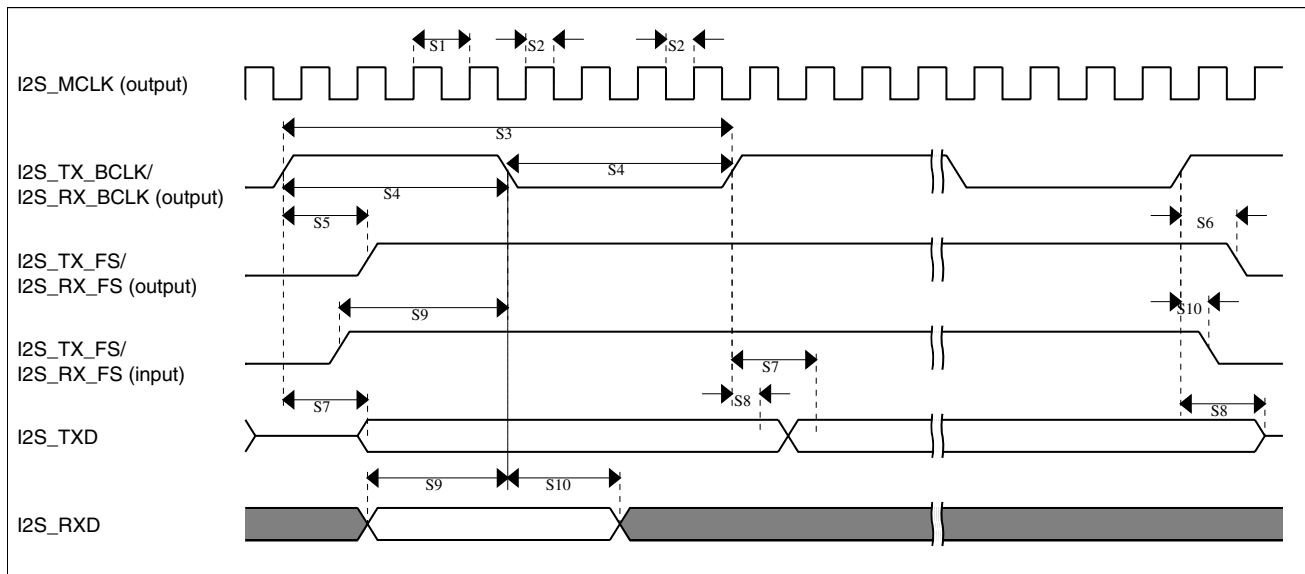 S1
S2
S2
I2S_MCLK (output)
S3
I2S_TX_BCLK/
I2S_RX_BCLK (output)
S4
S4
S5
S6
I2S_TX_FS/
I2S_RX_FS (output)
S9
S10
I2S_TX_FS/
I2S_RX_FS (input)
S7
S7
S8
S8
I2S_TXD
S9
S10
I2S_RXD